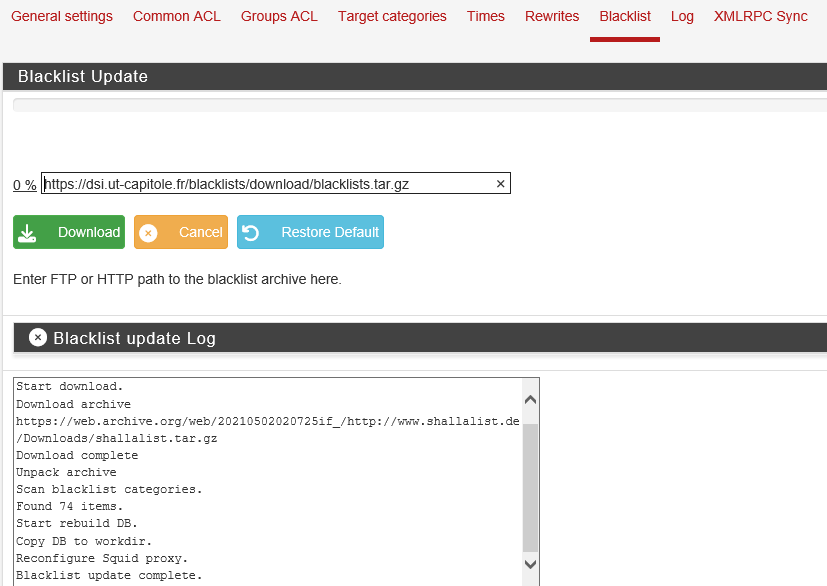 General settings Common ACL Groups ACL Target categories Times Rewrites Blacklist Log XMLRPC Sync
Blacklist Update
0 % https://dsi.ut-capitole.fr/blacklists/download/blacklists.tar.gz
Download Cancel Restore Default
Enter FTP or HTTP path to the blacklist archive here.
Blacklist update Log
Start download.
Download archive
https://web.archive.org/web/20210502020725if_/http://www.shallalist.de
/Downloads/shallalist.tar.gz
Download complete
Unpack archive
Scan blacklist categories.
Found 74 items.
Start rebuild DB.
Copy DB to workdir.
Reconfigure Squid proxy.
Blacklist update complete.